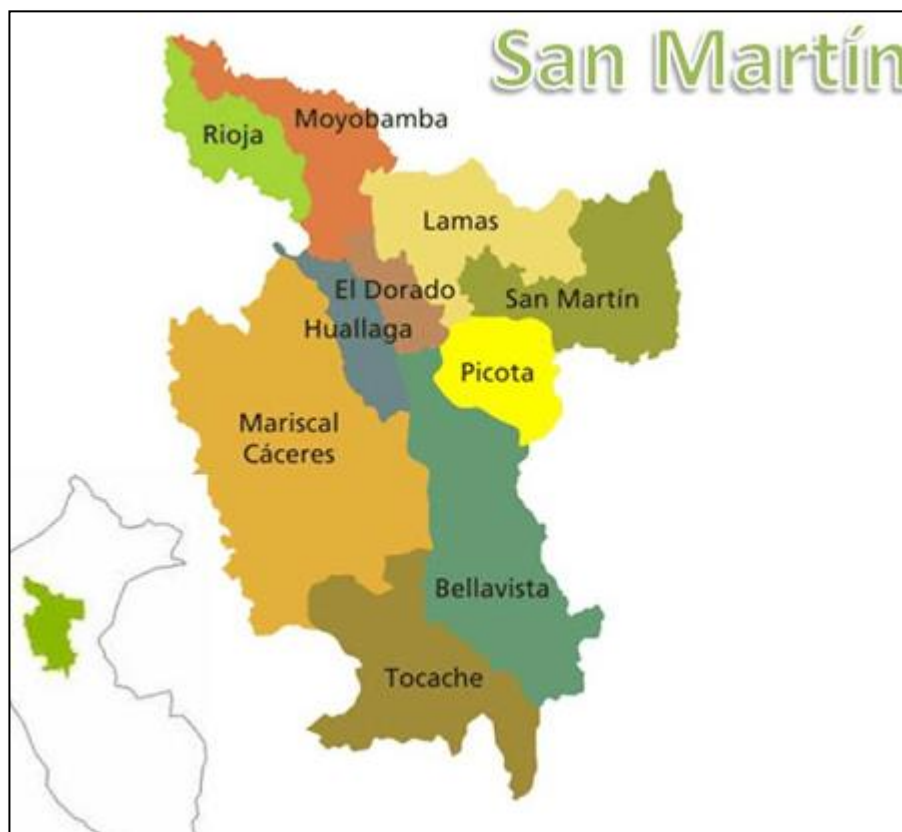 San Martín
Moyobamba
Rioja
Lamas
El Dorado
San Martín
Huallaga
Picota
Mariscal
Cáceres
Bellavista
Tocache